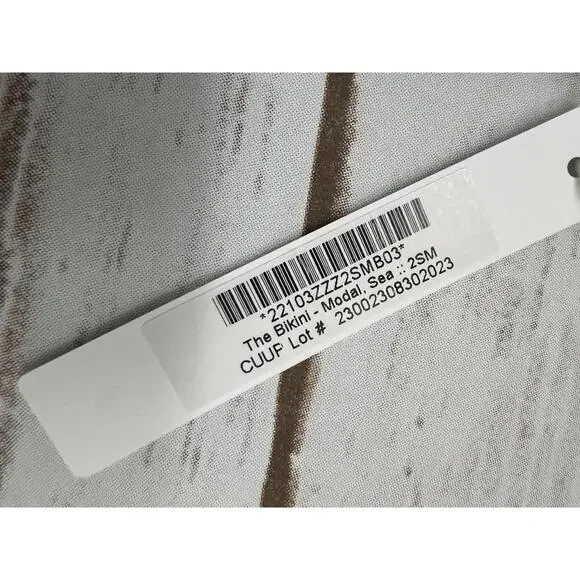 *22103ZZZ2SMB03*
The Bikini - Modal, Sea :: 2SM
CUUP Lot # 23002308302023